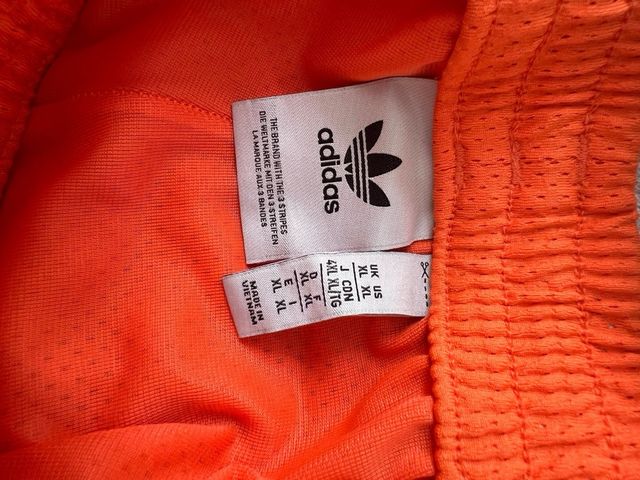 adidas
THE BRAND WITH THE 3 STRIPES
DIE WELTMARKE MIT DEN 3 STREIFEN
LA MARQUE AUX 3 BANDES
UK US
XL XL
J CDN
4XL XL/TG
D F
XL XL
E I
XL XL
MADE IN
VIETNAM